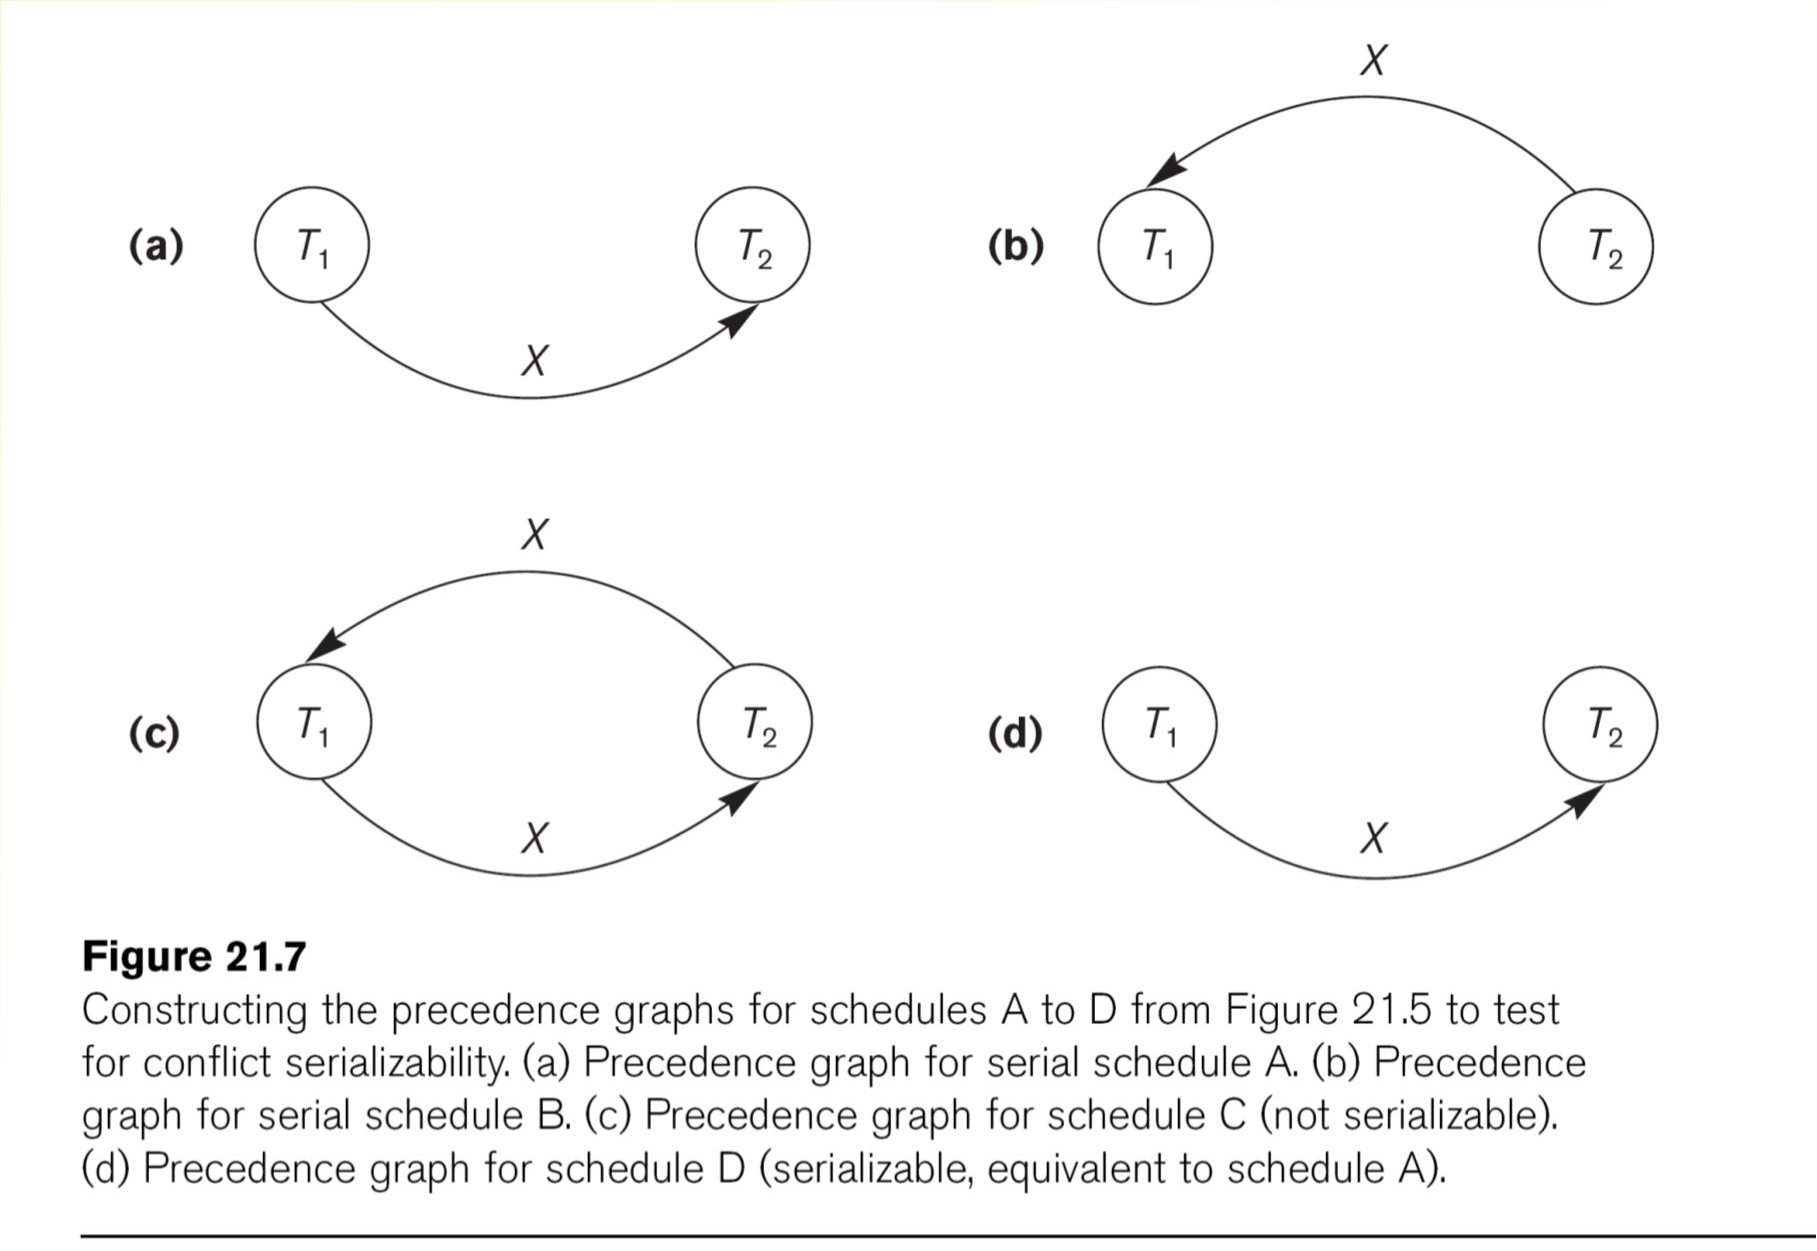 X
(a) T₁ T₂ (b) T₁ T₂
X
X
(c) T₁ T₂ (d) T₁ T₂
X X
Figure 21.7
Constructing the precedence graphs for schedules A to D from Figure 21.5 to test
for conflict serializability. (a) Precedence graph for serial schedule A. (b) Precedence
graph for serial schedule B. (c) Precedence graph for schedule C (not serializable).
(d) Precedence graph for schedule D (serializable, equivalent to schedule A).